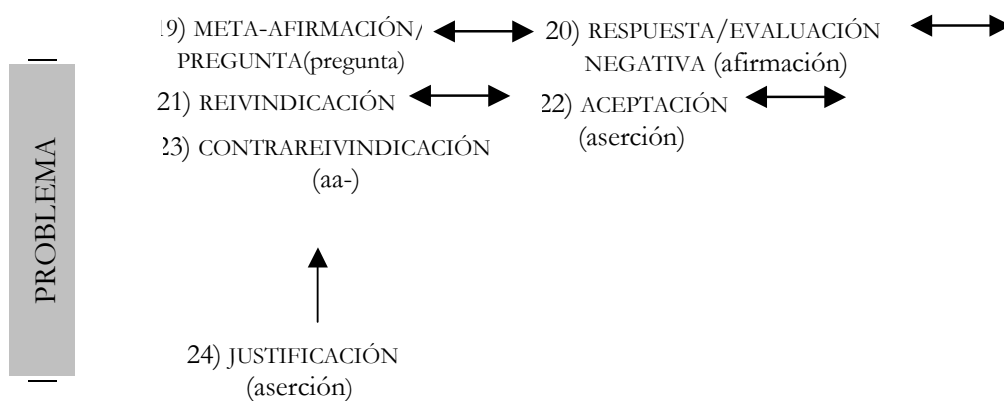 19) META-AFIRMACIÓN/
PREGUNTA(pregunta)
20) RESPUESTA/EVALUACIÓN
NEGATIVA (afirmación)
21) REIVINDICACIÓN
22) ACEPTACIÓN
(aserción)
23) CONTRAREIVINDICACIÓN
(aa-)
PROBLEMA
24) JUSTIFICACIÓN
(aserción)